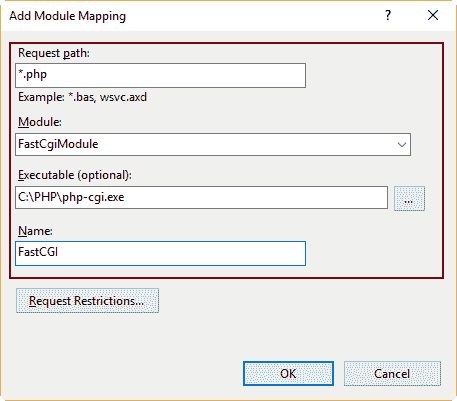 Add Module Mapping
?
Request path:
*.php
Example: *.bas, wsvc.axd
Module:
FastCgiModule
Executable (optional):
C:\PHP\php-cgi.exe
...
Name:
FastCGI
Request Restrictions...
OK
Cancel